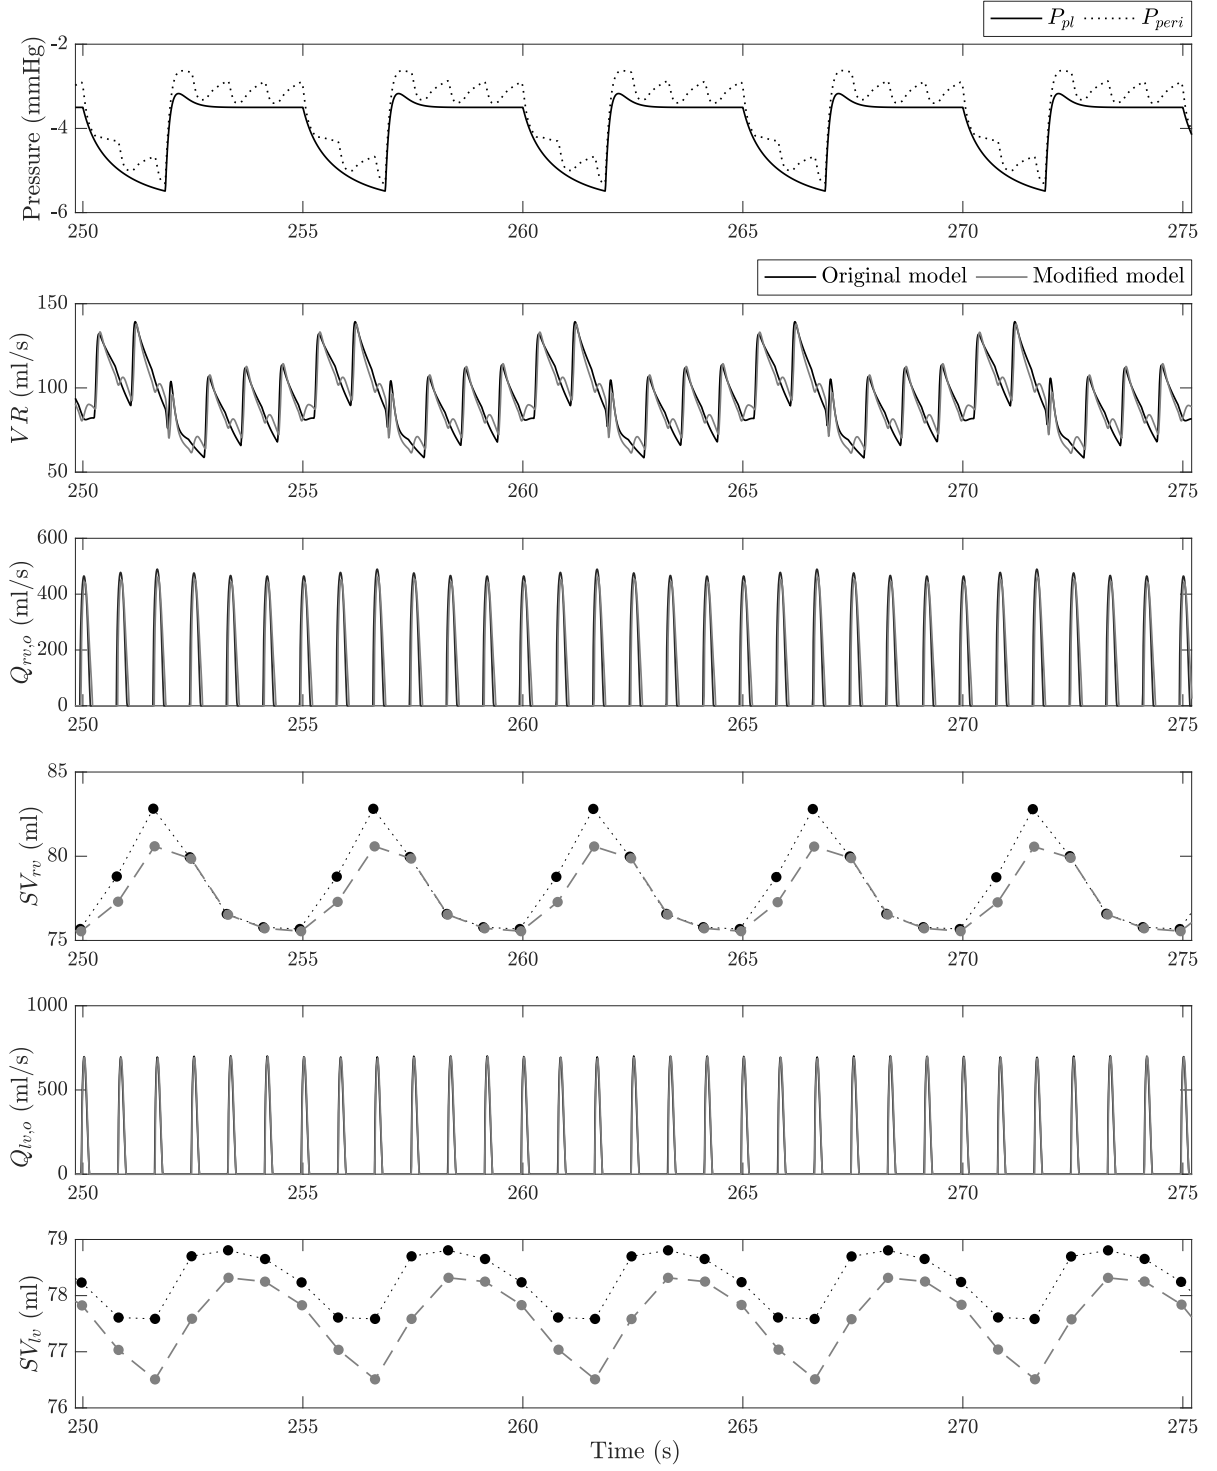 P_pl P_peri
Pressure (mmHg)
-2
-4
-6
250 255 260 265 270 275
Original model Modified model
VR (ml/s)
150
100
50
250 255 260 265 270 275
Q_rv,o (ml/s)
600
400
200
0
250 255 260 265 270 275
SV_rv (ml)
85
80
75
250 255 260 265 270 275
Q_lv,o (ml/s)
1000
500
0
250 255 260 265 270 275
SV_lv (ml)
79
78
77
76
250 255 260 265 270 275
Time (s)